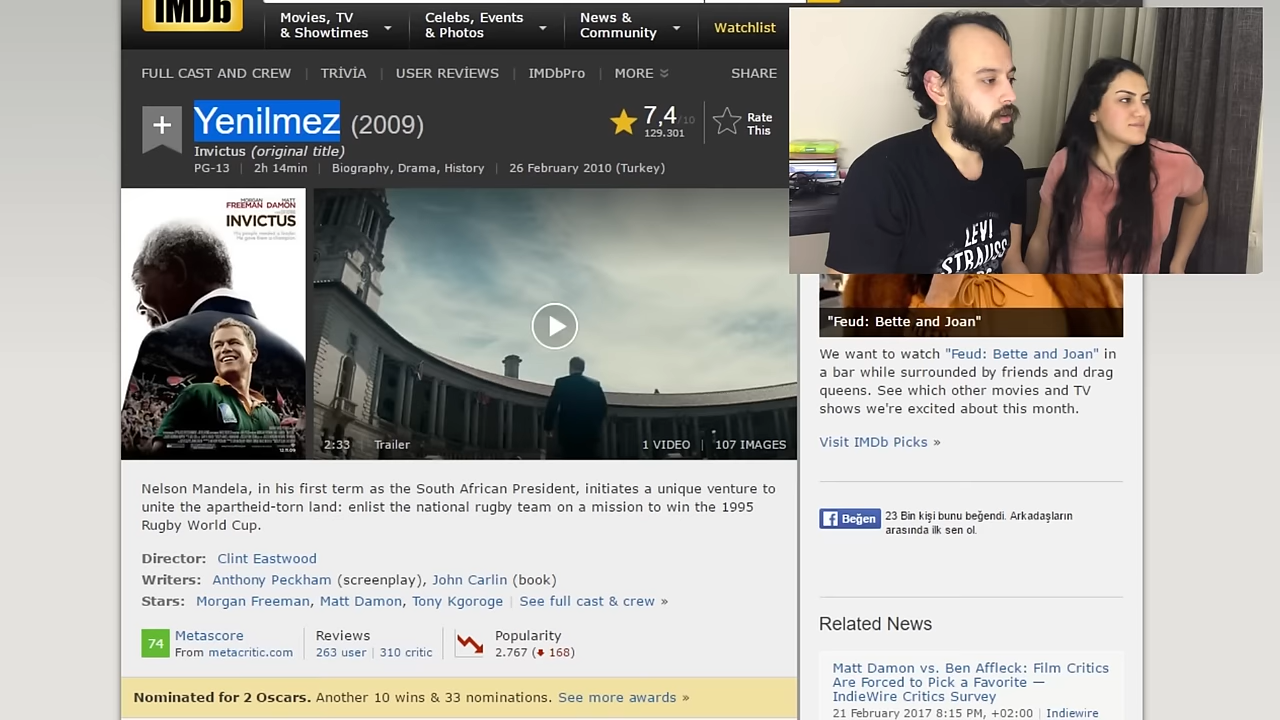 IMDb
Movies, TV
& Showtimes
Celebs, Events
& Photos
News &
Community
Watchlist
FULL CAST AND CREW
TRİVİA
USER REVİEWS
IMDbPro
MORE
SHARE
Yenilmez (2009)
7,4/10
129.301
Rate
This
Invictus (original title)
PG-13 | 2h 14min | Biography, Drama, History | 26 February 2010 (Turkey)
MORGAN MATT
FREEMAN DAMON
INVICTUS
LEVI
STRAUSS
2:33 Trailer
1 VIDEO | 107 IMAGES
"Feud: Bette and Joan"
We want to watch "Feud: Bette and Joan" in
a bar while surrounded by friends and drag
queens. See which other movies and TV
shows we're excited about this month.
Visit IMDb Picks »
Beğen
23 Bin kişi bunu beğendi. Arkadaşların
arasında ilk sen ol.
Nelson Mandela, in his first term as the South African President, initiates a unique venture to
unite the apartheid-torn land: enlist the national rugby team on a mission to win the 1995
Rugby World Cup.
Director: Clint Eastwood
Writers: Anthony Peckham (screenplay), John Carlin (book)
Stars: Morgan Freeman, Matt Damon, Tony Kgoroge | See full cast & crew »
74
Metascore
From metacritic.com
Reviews
263 user | 310 critic
Popularity
2.767 (168)
Nominated for 2 Oscars. Another 10 wins & 33 nominations. See more awards »
Related News
Matt Damon vs. Ben Affleck: Film Critics
Are Forced to Pick a Favorite —
IndieWire Critics Survey
21 February 2017 8:15 PM, +02:00 | Indiewire